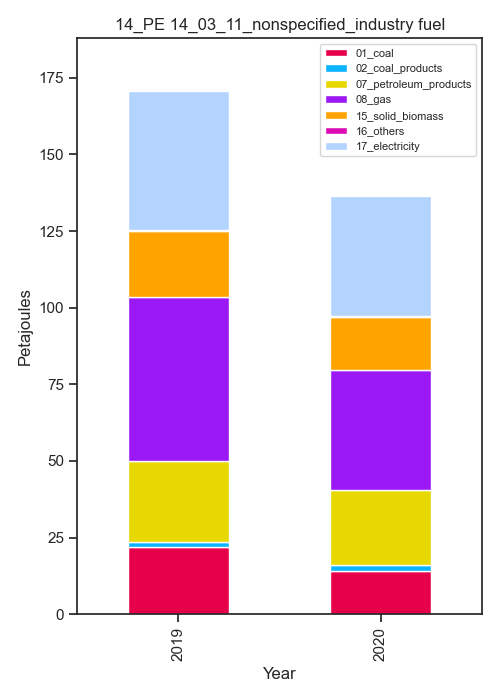 14_PE 14_03_11_nonspecified_industry fuel
01_coal
02_coal_products
07_petroleum_products
08_gas
15_solid_biomass
16_others
17_electricity
Petajoules
175
150
125
100
75
50
25
0
2019
2020
Year